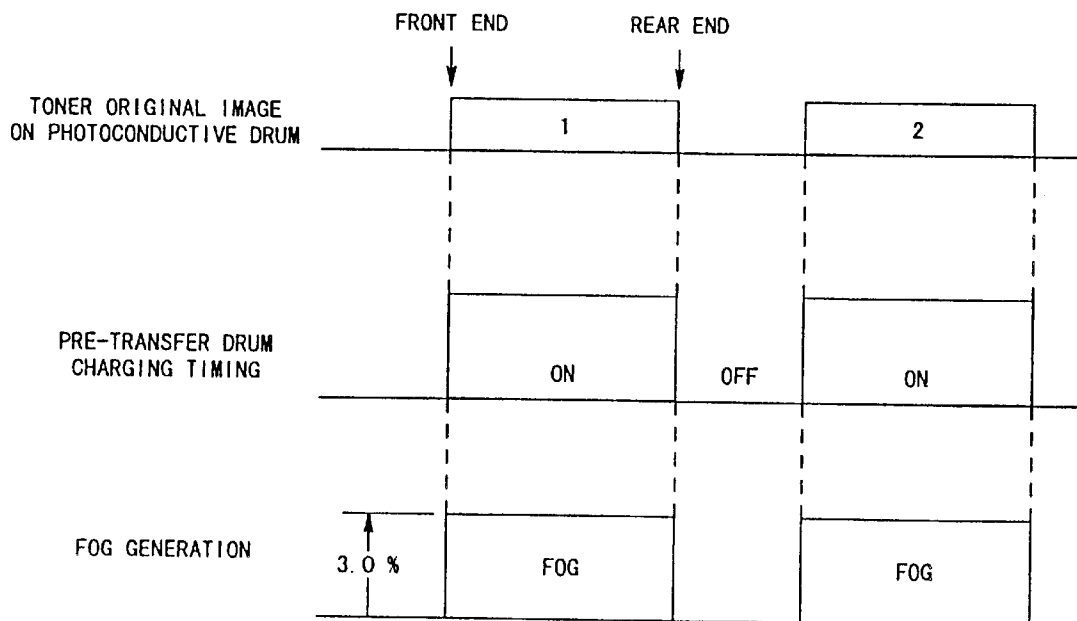 FRONT END
REAR END
TONER ORIGINAL IMAGE
ON PHOTOCONDUCTIVE DRUM
1
2
PRE-TRANSFER DRUM
CHARGING TIMING
ON
OFF
ON
FOG GENERATION
3.0 %
FOG
FOG